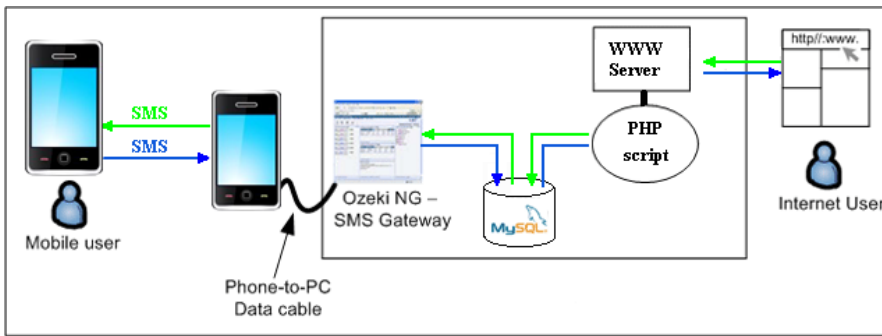 SMS
SMS
Mobile user
Phone-to-PC
Data cable
Ozeki NG –
SMS Gateway
MySQL
WWW
Server
PHP
script
http//:www.
Internet User